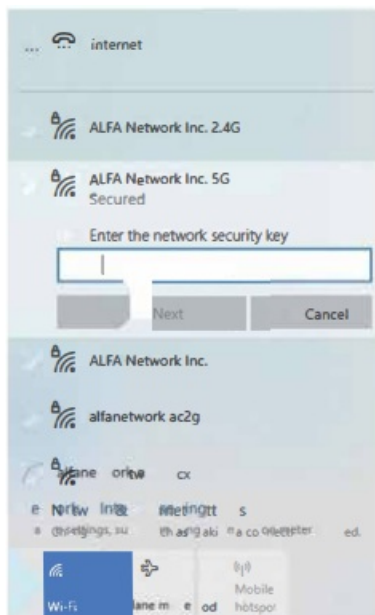 internet
ALFA Network Inc. 2.4G
ALFA Network Inc. 5G
Secured
Enter the network security key
Next
Cancel
ALFA Network Inc.
alfanetwork ac2g
Wi-Fi
Mobile
hotspot